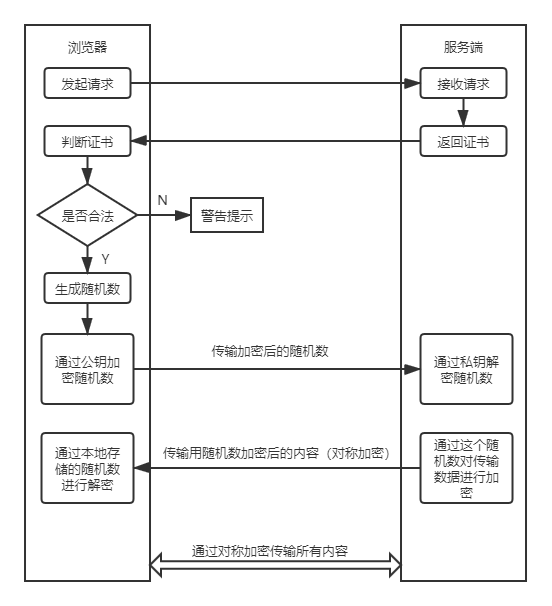 浏览器
服务端
发起请求
接收请求
判断证书
返回证书
是否合法
N
警告提示
Y
生成随机数
通过公钥加
密随机数
传输加密后的随机数
通过私钥解
密随机数
通过本地存
储的随机数
进行解密
传输用随机数加密后的内容（对称加密）
通过这个随
机数对传输
数据进行加
密
通过对称加密传输所有内容